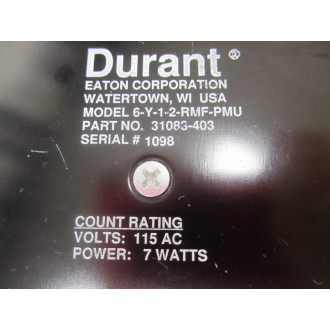 Durant®
EATON CORPORATION
WATERTOWN, WI USA
MODEL 6-Y-1-2-RMF-PMU
PART NO. 31083-403
SERIAL # 1098
COUNT RATING
VOLTS: 115 AC
POWER: 7 WATTS